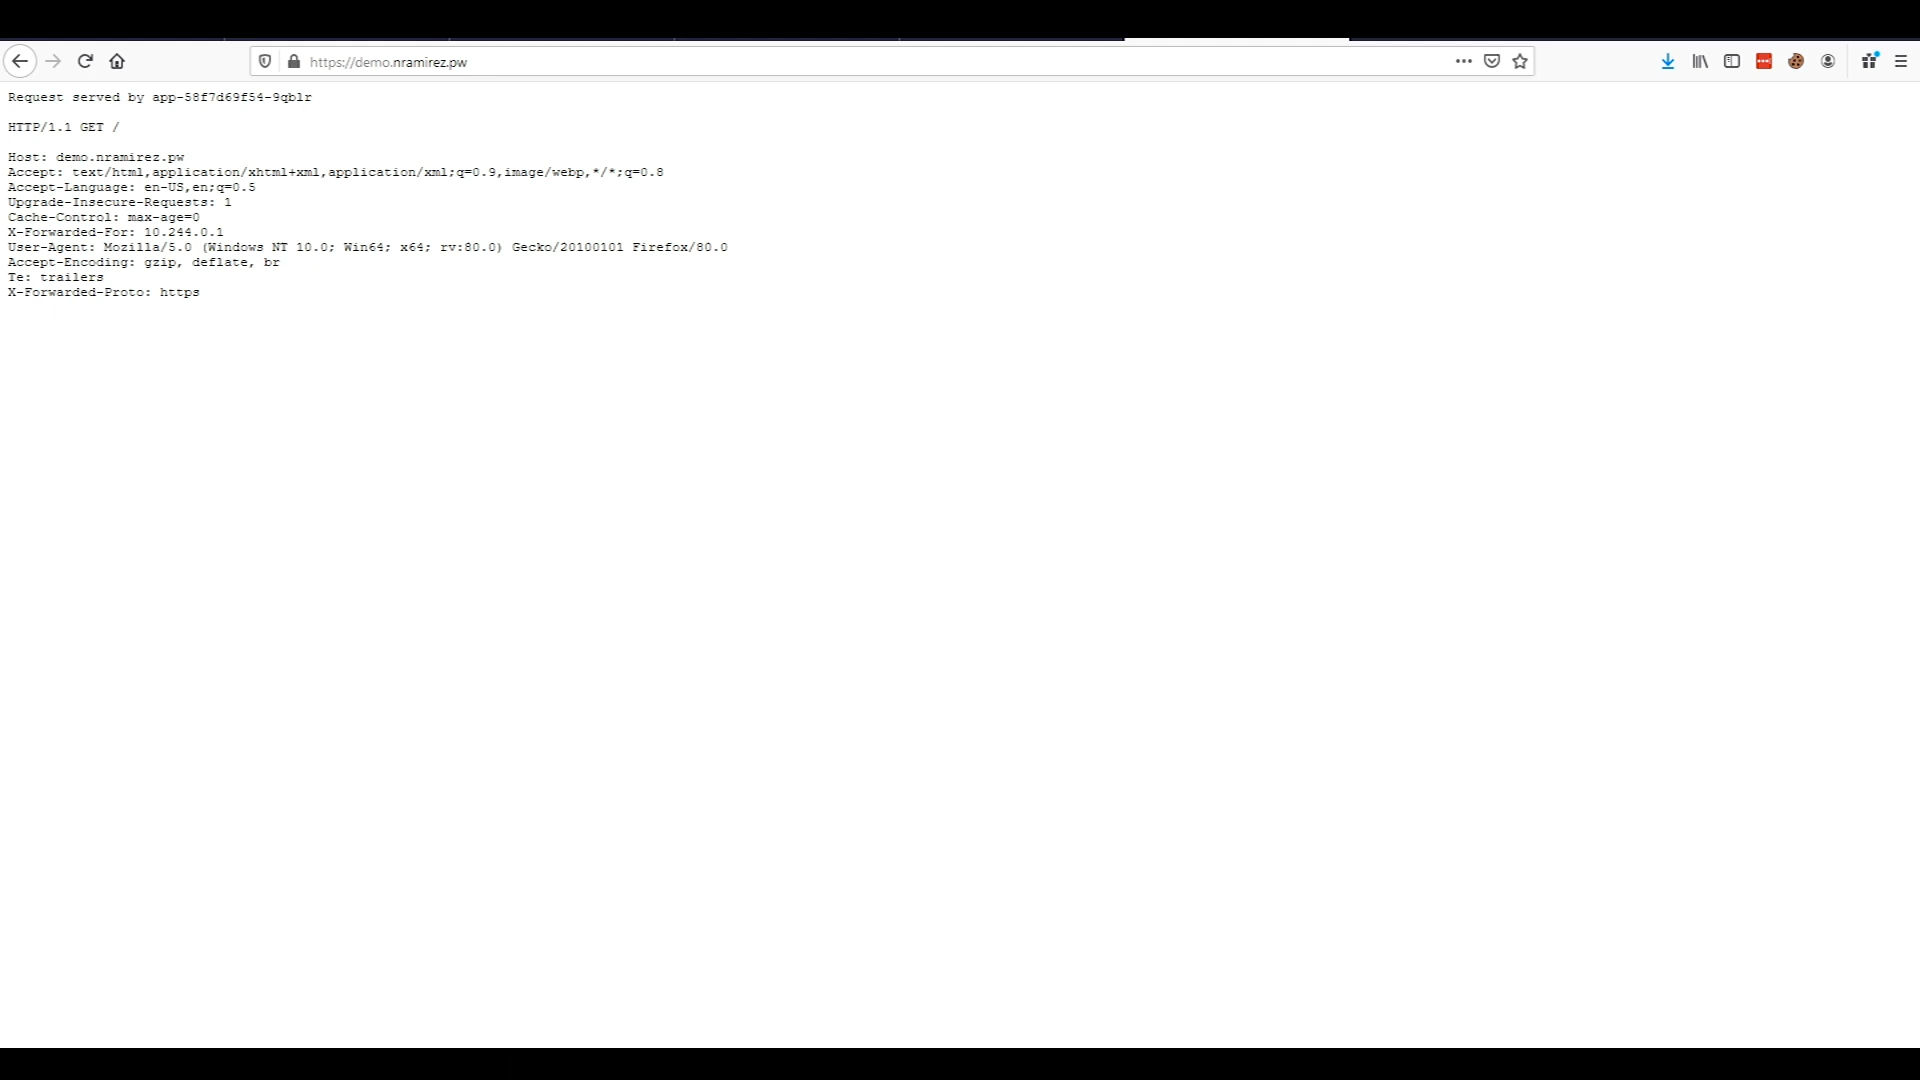 https://demo.nramirez.pw
Request served by app-58f7d69f54-9qblr
HTTP/1.1 GET /
Host: demo.nramirez.pw
Accept: text/html,application/xhtml+xml,application/xml;q=0.9,image/webp,*/*;q=0.8
Accept-Language: en-US,en;q=0.5
Upgrade-Insecure-Requests: 1
Cache-Control: max-age=0
X-Forwarded-For: 10.244.0.1
User-Agent: Mozilla/5.0 (Windows NT 10.0; Win64; x64; rv:80.0) Gecko/20100101 Firefox/80.0
Accept-Encoding: gzip, deflate, br
Te: trailers
X-Forwarded-Proto: https